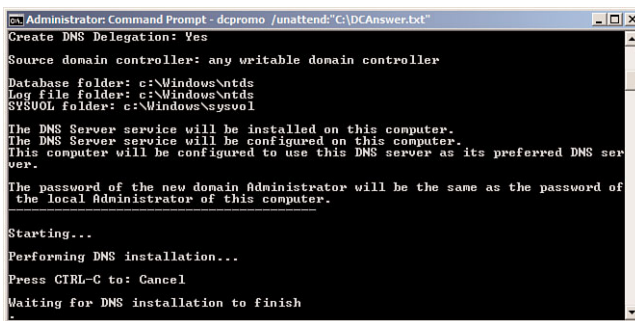 Administrator: Command Prompt - dcpromo /unattend:"C:\DCAnswer.txt"
Create DNS Delegation: Yes
Source domain controller: any writable domain controller
Database folder: c:\Windows\ntds
Log file folder: c:\Windows\ntds
SYSVOL folder: c:\Windows\sysvol
The DNS Server service will be installed on this computer.
The DNS Server service will be configured on this computer.
This computer will be configured to use this DNS server as its preferred DNS ser
ver.
The password of the new domain Administrator will be the same as the password of
the local Administrator of this computer.
----------------------------------------
Starting...
Performing DNS installation...
Press CTRL-C to: Cancel
Waiting for DNS installation to finish
.